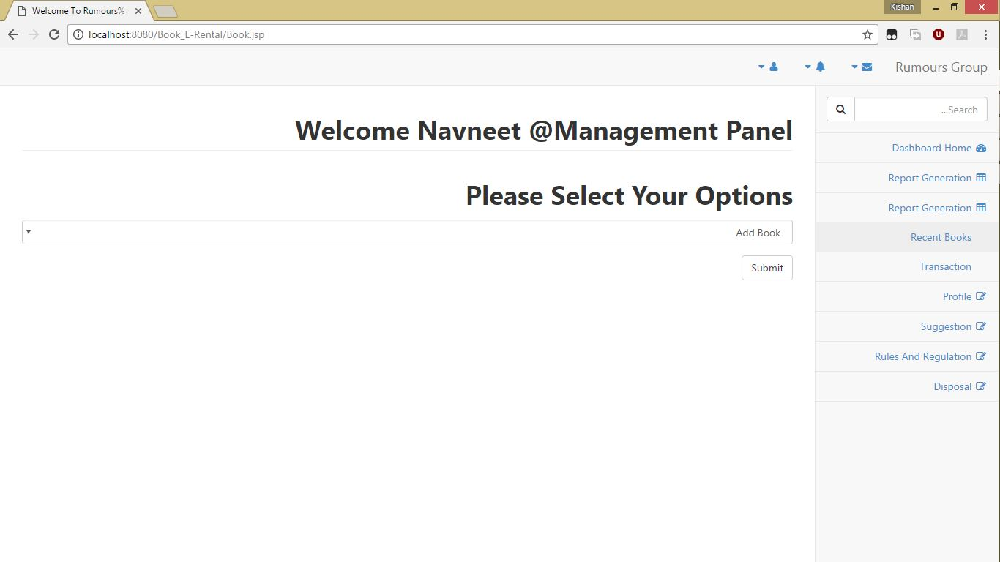 Welcome To Rumours%
Kishan
localhost:8080/Book_E-Rental/Book.jsp
Rumours Group
...Search
Welcome Navneet @Management Panel
Please Select Your Options
Add Book
Submit
Dashboard Home
Report Generation
Report Generation
Recent Books
Transaction
Profile
Suggestion
Rules And Regulation
Disposal